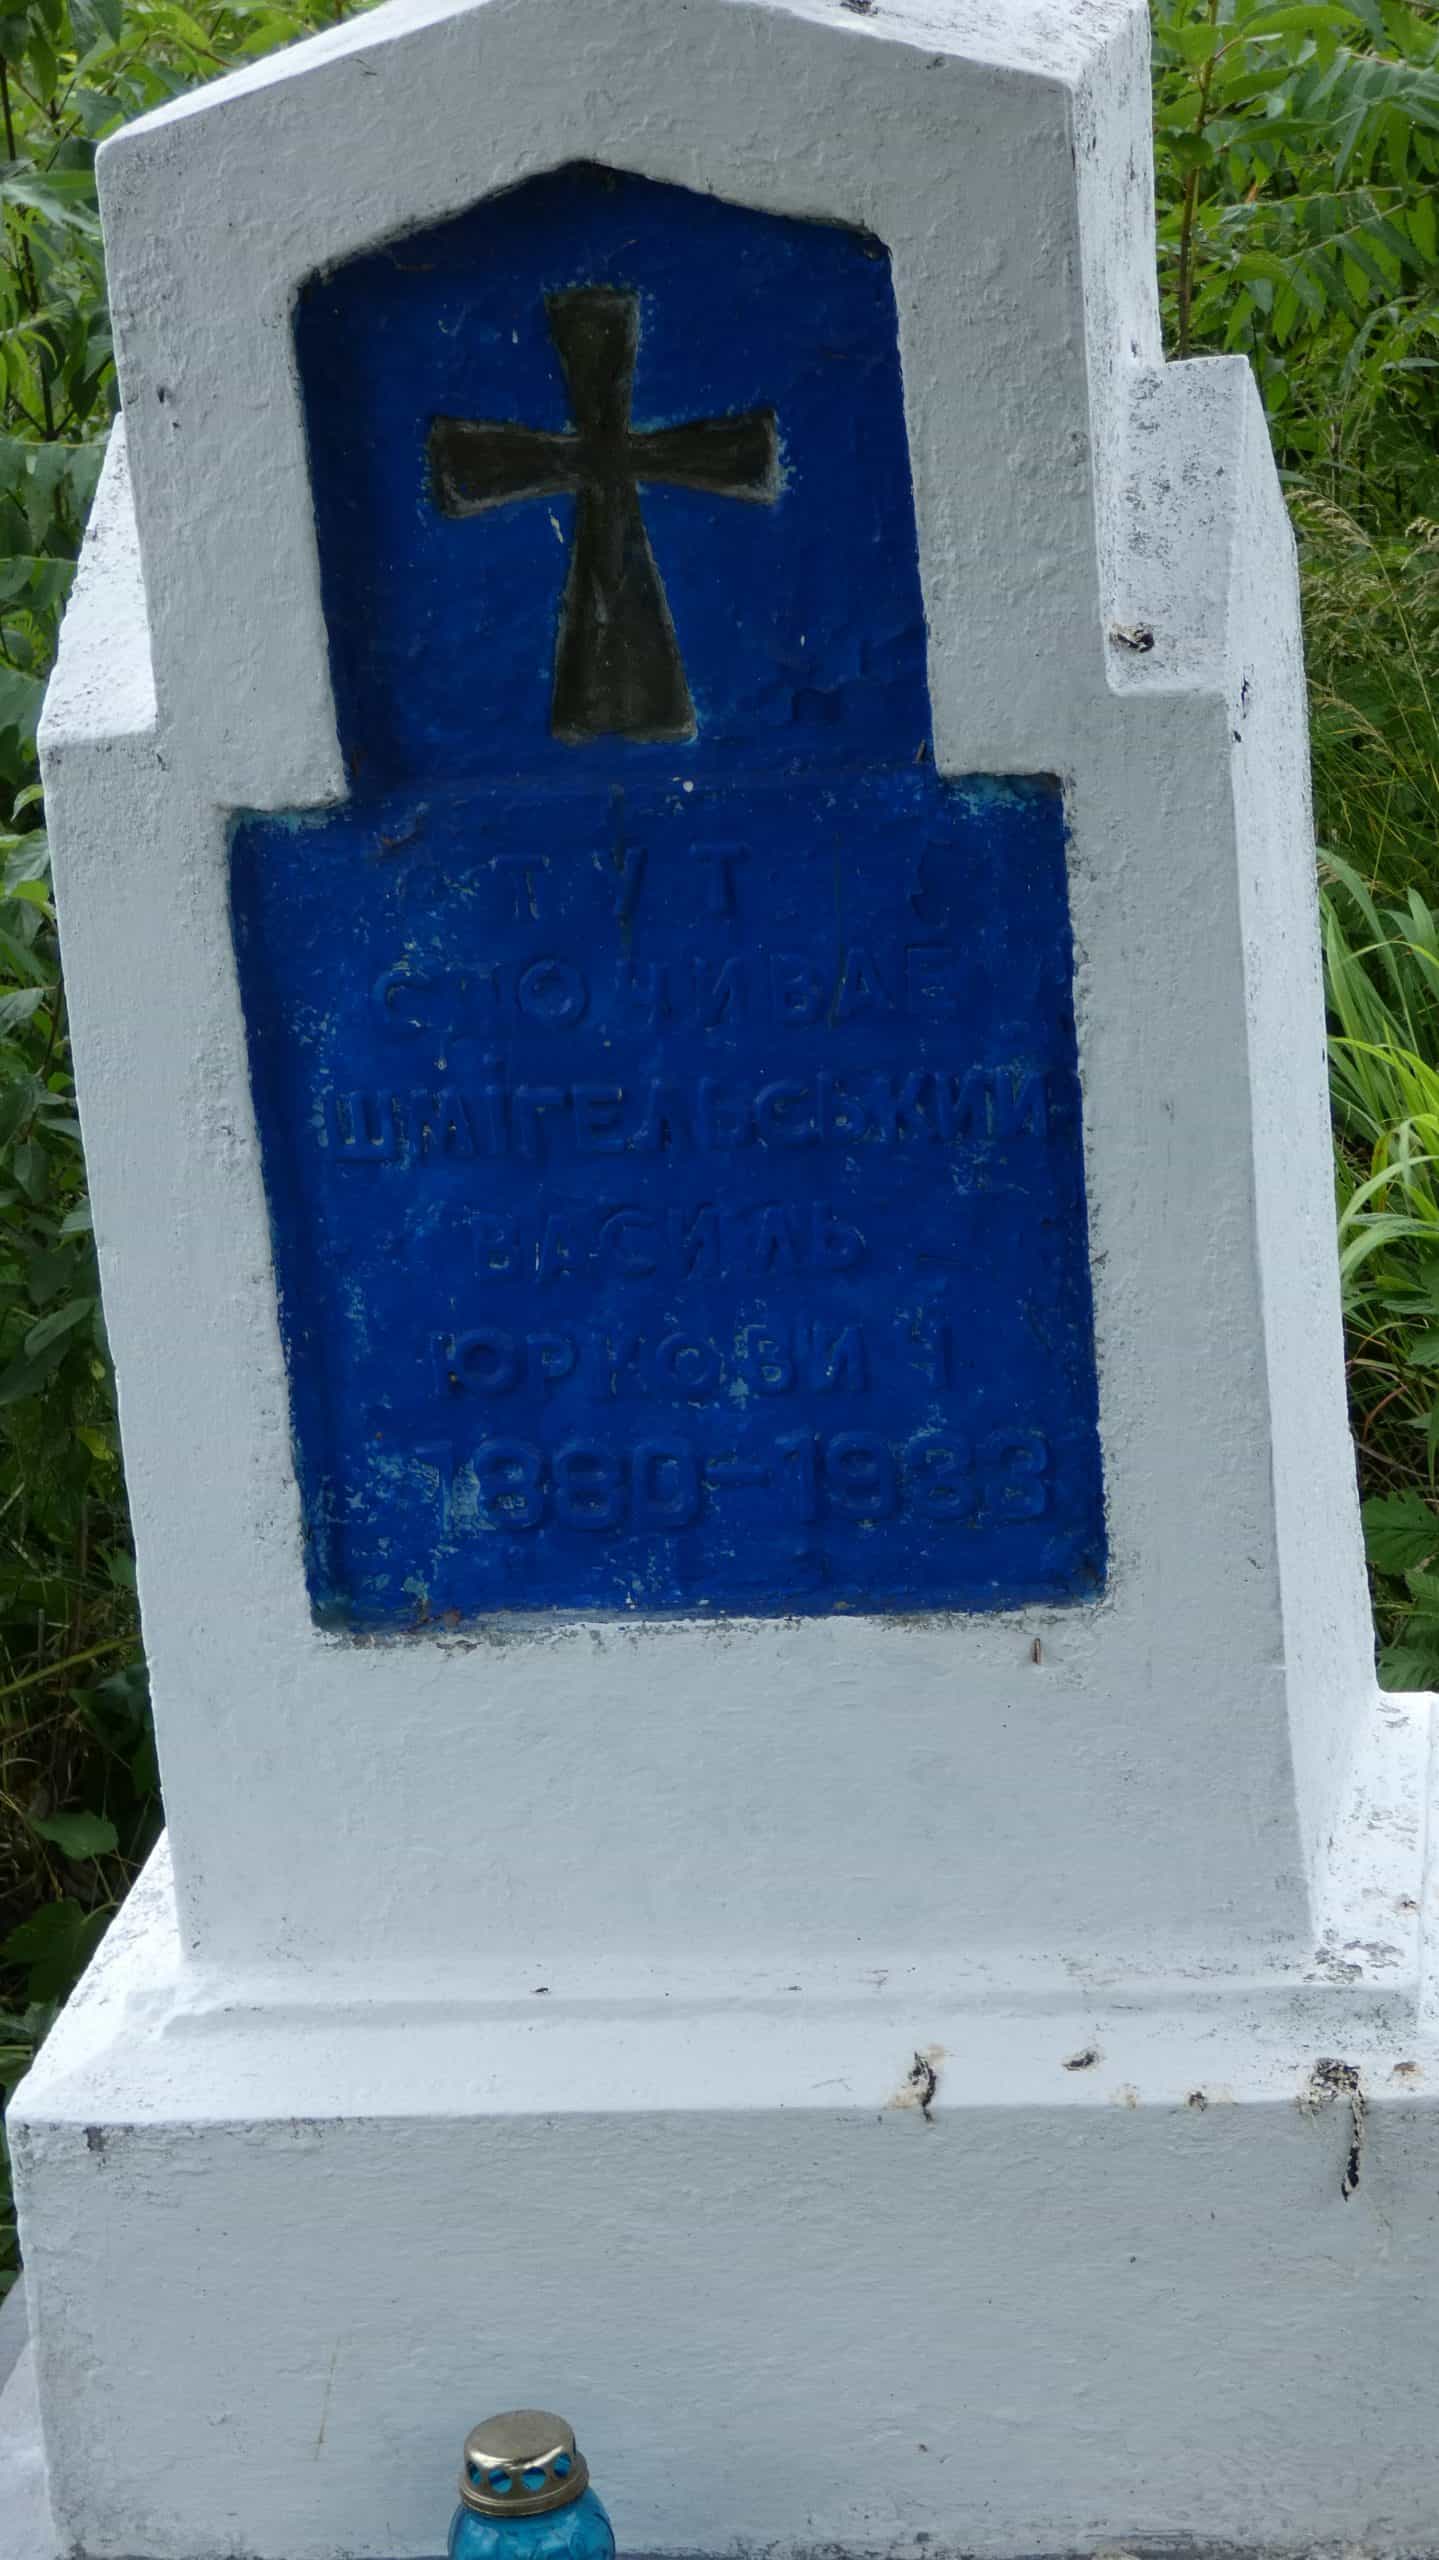 ТУТ
СПОЧИВАЄ
ШМІГЕЛЬСЬКИЙ
ВАСИЛЬ
ЮРКОВИЧ
1880-1933